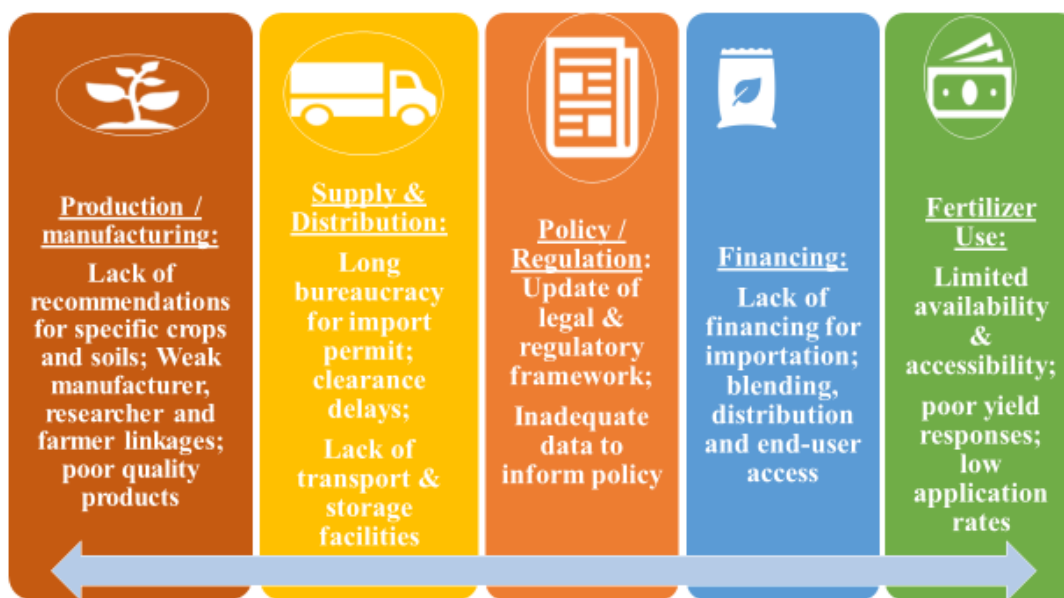 Production /
manufacturing:
Lack of
recommendations
for specific crops
and soils; Weak
manufacturer,
researcher and
farmer linkages;
poor quality
products
Supply &
Distribution:
Long
bureaucracy
for import
permit;
clearance
delays;
Lack of
transport &
storage
facilities
Policy /
Regulation:
Update of
legal &
regulatory
framework;
Inadequate
data to
inform policy
Financing:
Lack of
financing for
importation;
blending,
distribution
and end-user
access
Fertilizer
Use:
Limited
availability
&
accessibility;
poor yield
responses;
low
application
rates